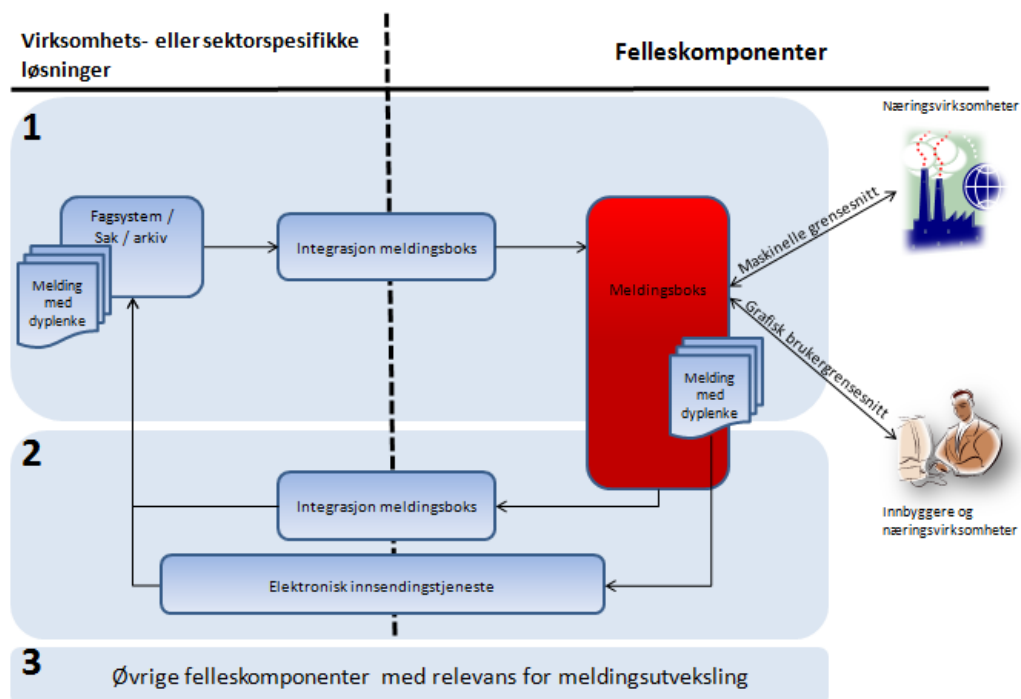 Virksomhets- eller sektorspesifikke
løsninger
Felleskomponenter
Næringsvirksomheter
1
Fagsystem /
Sak / arkiv
Melding
med
dyplenke
Integrasjon meldingsboks
Meldingsboks
Maskinelle grensesnitt
Grafisk brukergrensesnitt
Melding
med
dyplenke
2
Integrasjon meldingsboks
Innbyggere og
næringsvirksomheter
Elektronisk innsendingstjeneste
3
Øvrige felleskomponenter med relevans for meldingsutveksling